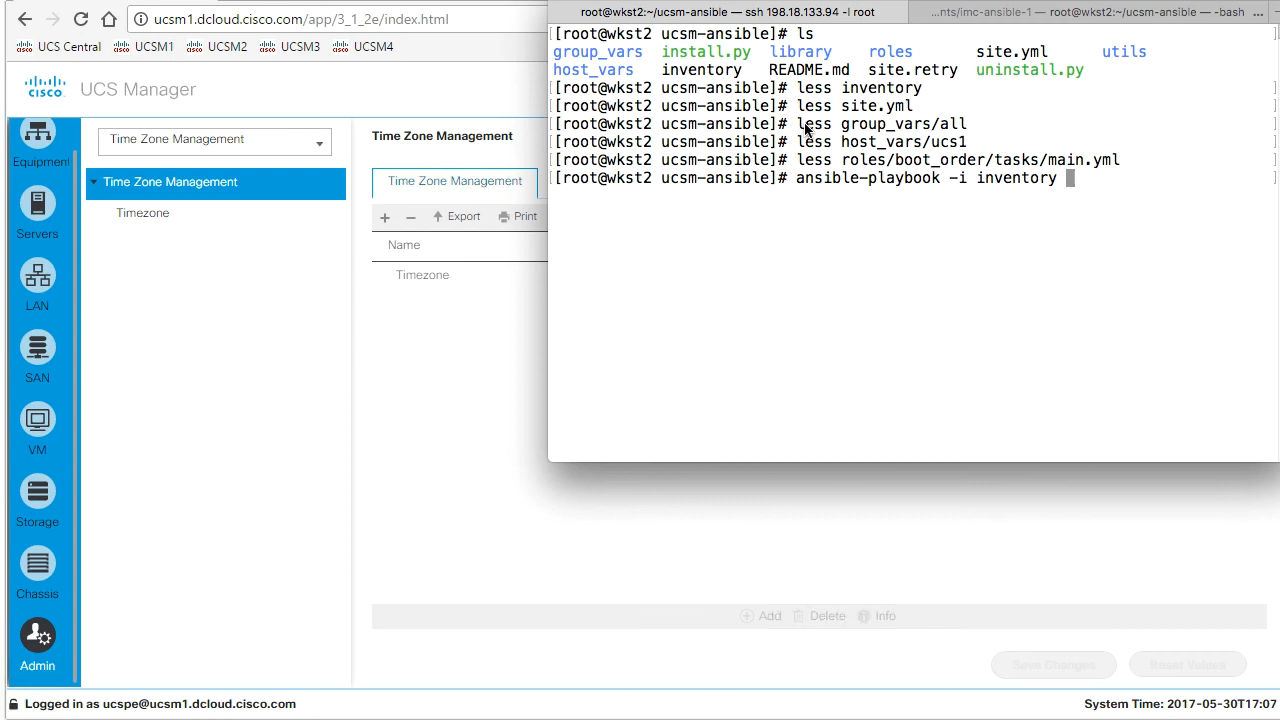 ucsm1.dcloud.cisco.com/app/3_1_2e/index.html
UCS Central UCSM1 UCSM2 UCSM3 UCSM4
CISCO UCS Manager
Equipment
Servers
LAN
SAN
VM
Storage
Chassis
Admin
Time Zone Management
Time Zone Management
Timezone
Time Zone Management
Time Zone Management
Export Print
Name
Timezone
Add Delete Info
Save Changes Reset Values
root@wkst2:~/ucsm-ansible — ssh 198.18.133.94 -l root
...nts/imc-ansible-1 — root@wkst2:~/ucsm-ansible — -bash ...
[[root@wkst2 ucsm-ansible]# ls ]
group_vars install.py library roles site.yml utils
host_vars inventory README.md site.retry uninstall.py
[[root@wkst2 ucsm-ansible]# less inventory ]
[[root@wkst2 ucsm-ansible]# less site.yml ]
[[root@wkst2 ucsm-ansible]# less group_vars/all ]
[[root@wkst2 ucsm-ansible]# less host_vars/ucs1 ]
[[root@wkst2 ucsm-ansible]# less roles/boot_order/tasks/main.yml ]
[[root@wkst2 ucsm-ansible]# ansible-playbook -i inventory ]
Logged in as ucspe@ucsm1.dcloud.cisco.com
System Time: 2017-05-30T17:07